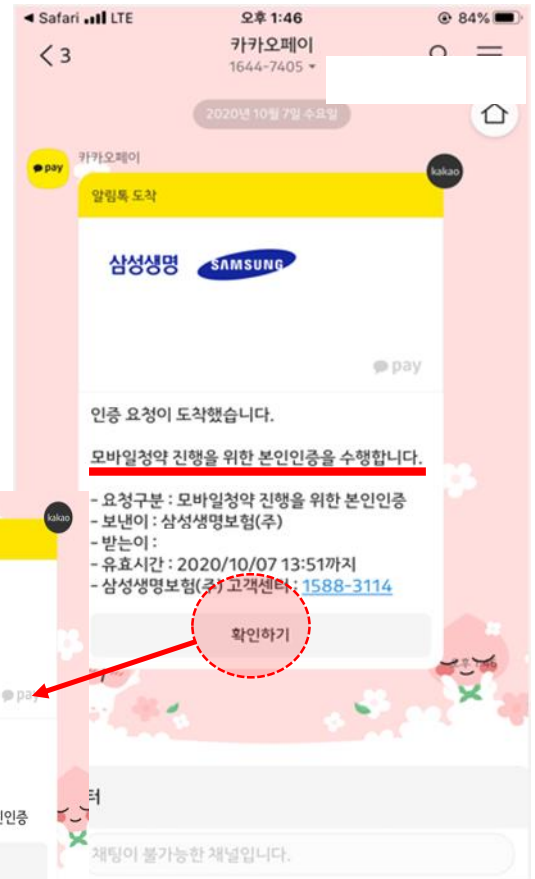 Safari LTE 오후 1:46 84%
3 카카오페이
1644-7405
2020년 10월 7일 수요일
pay 카카오페이
kakao
알림톡 도착
삼성생명 SAMSUNG
pay
인증 요청이 도착했습니다.
모바일청약 진행을 위한 본인인증을 수행합니다.
- 요청구분 : 모바일청약 진행을 위한 본인인증
- 보낸이 : 삼성생명보험(주)
- 받는이 :
- 유효시간 : 2020/10/07 13:51까지
- 삼성생명보험(주) 고객센터 : 1588-3114
확인하기
kakao
pay
인증
터
채팅이 불가능한 채널입니다.